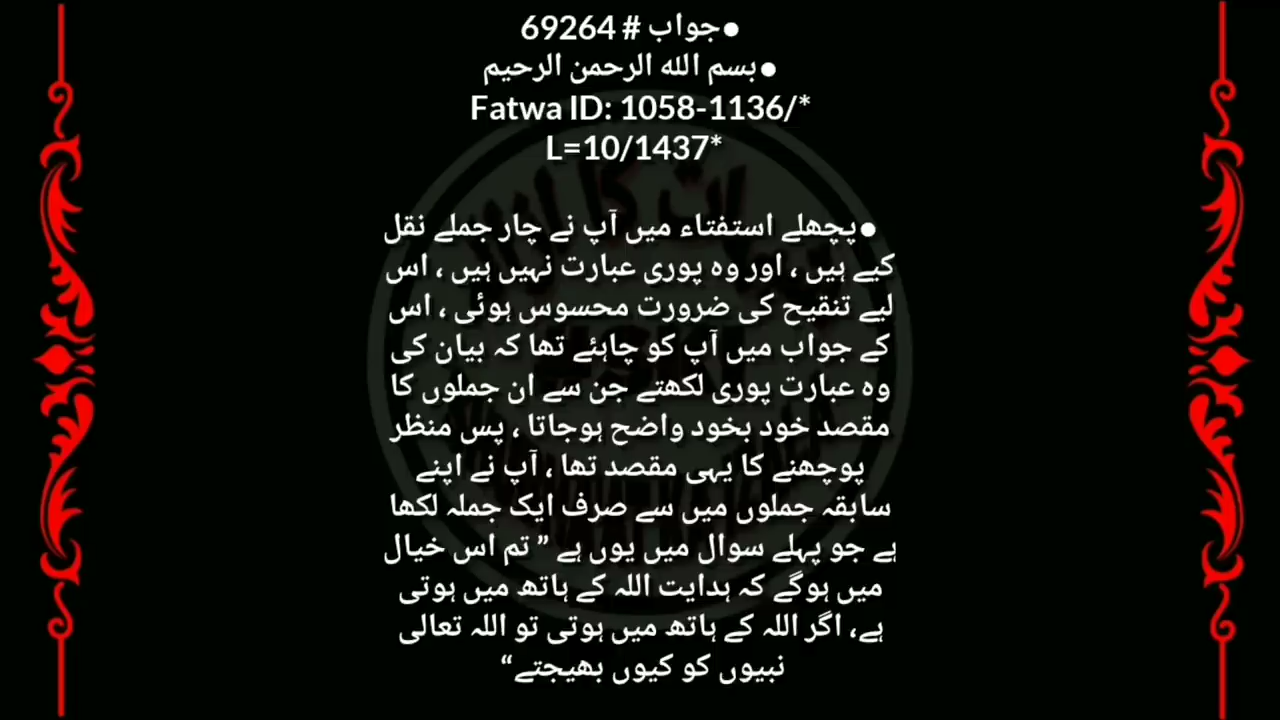 ●جواب # 69264
●بسم الله الرحمن الرحيم
Fatwa ID: 1058-1136/*
L=10/1437*
●پچھلے استفتاء میں آپ نے چار جملے نقل
کیے ہیں ، اور وہ پوری عبارت نہیں ہیں ، اس
لیے تنقیح کی ضرورت محسوس ہوئی ، اس
کے جواب میں آپ کو چاہئے تھا کہ بیان کی
وہ عبارت پوری لکھتے جن سے ان جملوں کا
مقصد خود بخود واضح ہوجاتا ، پس منظر
پوچھنے کا یہی مقصد تھا ، آپ نے اپنے
سابقہ جملوں میں سے صرف ایک جملہ لکھا
ہے جو پہلے سوال میں یوں ہے ” تم اس خیال
میں ہوگے کہ ہدایت اللہ کے ہاتھ میں ہوتی
ہے، اگر اللہ کے ہاتھ میں ہوتی تو اللہ تعالی
نبیوں کو کیوں بھیجتے“